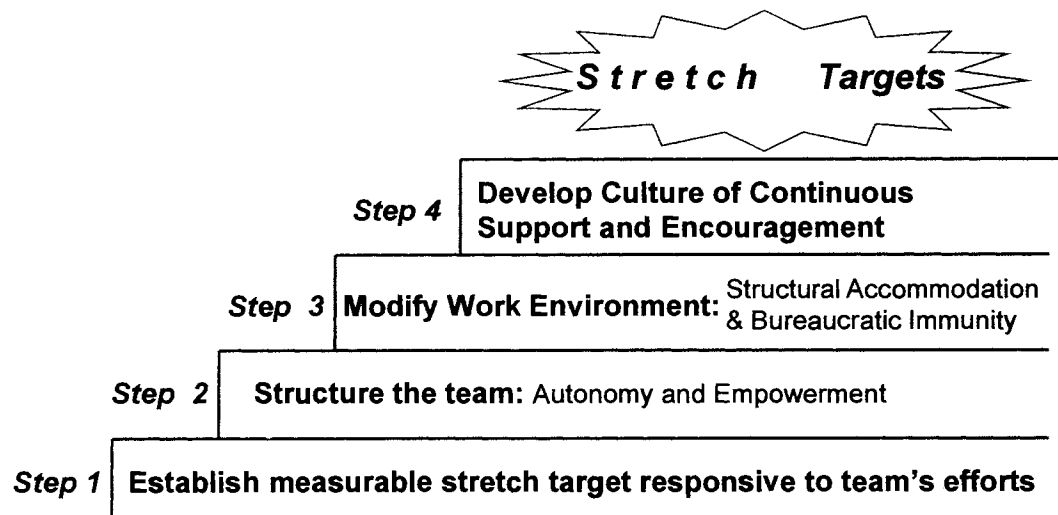 Stretch Targets
Step 4 Develop Culture of Continuous
Support and Encouragement
Step 3 Modify Work Environment: Structural Accommodation
& Bureaucratic Immunity
Step 2 Structure the team: Autonomy and Empowerment
Step 1 Establish measurable stretch target responsive to team's efforts